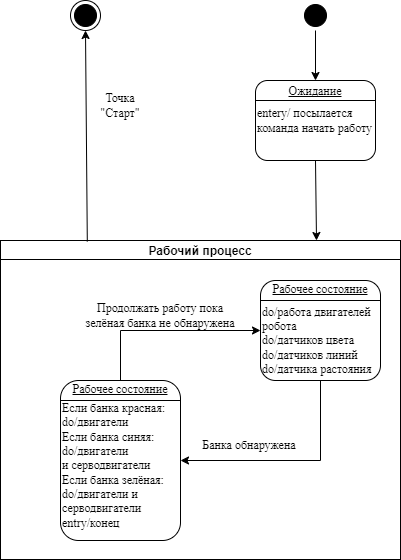 Точка
"Старт"
Ожидание
entery/ посылается
команда начать работу
Рабочий процесс
Рабочее состояние
do/работа двигателей
робота
do/датчиков цвета
do/датчиков линий
do/датчика растояния
Продолжать работу пока
зелёная банка не обнаружена
Рабочее состояние
Если банка красная:
do/двигатели
Если банка синяя:
do/двигатели
и серводвигатели
Если банка зелёная:
do/двигатели и
серводвигатели
entry/конец
Банка обнаружена